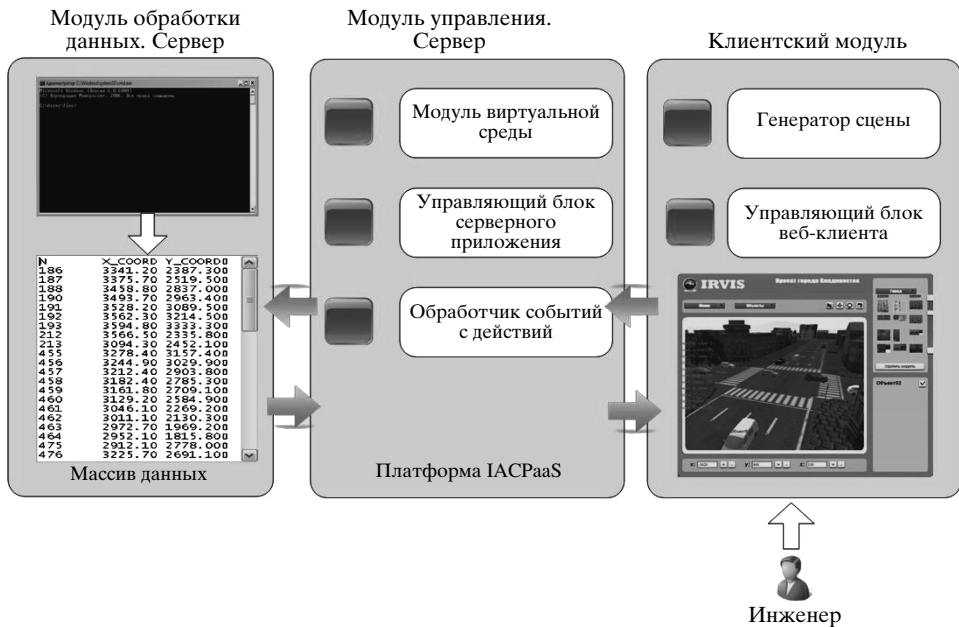 Модуль обработки
данных. Сервер
Модуль управления.
Сервер
Клиентский модуль
Модуль виртуальной
среды
Управляющий блок
серверного
приложения
Обработчик событий
с действий
Платформа IACPaaS
Генератор сцены
Управляющий блок
веб-клиента
N X_COORD Y_COORD
186 3341.20 2387.300
187 3375.70 2519.500
188 3458.80 2837.000
190 3493.70 2963.400
191 3528.20 3089.500
192 3562.30 3214.500
193 3594.80 3333.300
212 3566.50 2335.800
213 3094.30 2452.100
455 3278.40 3157.400
456 3244.90 3029.900
457 3212.40 2903.800
458 3182.40 2785.300
459 3161.80 2709.100
460 3129.20 2584.900
461 3046.10 2269.200
462 3011.10 2130.300
463 2972.70 1969.200
464 2952.10 1815.800
475 2912.10 2778.000
476 3225.70 2691.100
Массив данных
IRVIS
Проект города Владивосток
Объекты
Удалить модель
Объект02
X:
Y:
Z:
Инженер